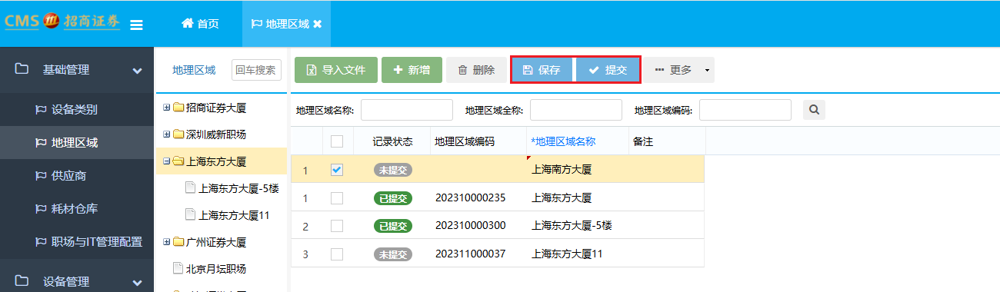 CMS 招商证券
首页
地理区域
基础管理
设备类别
地理区域
供应商
耗材仓库
职场与IT管理配置
设备管理
地理区域 回车搜索
招商证券大厦
深圳威新职场
上海东方大厦
上海东方大厦-5楼
上海东方大厦11
广州证券大厦
北京月坛职场
导入文件 新增 删除 保存 提交 更多
地理区域名称: 地理区域全称: 地理区域编码:
记录状态 地理区域编码 *地理区域名称 备注
1 未提交 上海南方大厦
1 已提交 202310000235 上海东方大厦
2 已提交 202310000300 上海东方大厦-5楼
3 未提交 202311000037 上海东方大厦11